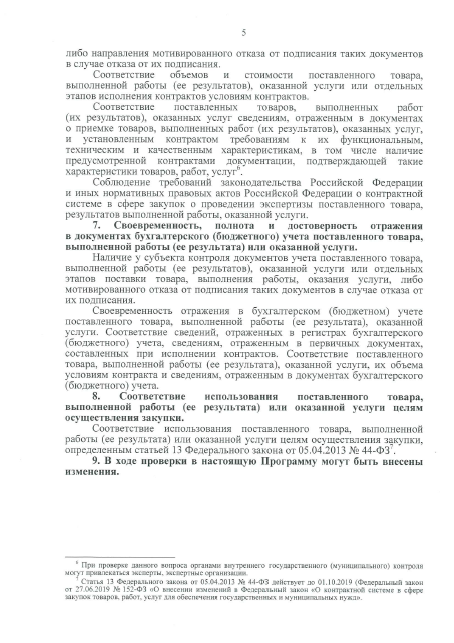 5
либо направления мотивированного отказа от подписания таких документов
в случае отказа от их подписания.
Соответствие объемов и стоимости поставленного товара,
выполненной работы (ее результатов), оказанной услуги или отдельных
этапов исполнения контрактов условиям контрактов.
Соответствие поставленных товаров, выполненных работ
(их результатов), оказанных услуг сведениям, отраженным в документах
о приемке товаров, выполненных работ (их результатов), оказанных услуг,
и установленным контрактом требованиям к их функциональным,
техническим и качественным характеристикам, в том числе наличие
предусмотренной контрактами документации, подтверждающей такие
характеристики товаров, работ, услуг⁶.
Соблюдение требований законодательства Российской Федерации
и иных нормативных правовых актов Российской Федерации о контрактной
системе в сфере закупок о проведении экспертизы поставленного товара,
результатов выполненной работы, оказанной услуги.
7. Своевременность, полнота и достоверность отражения
в документах бухгалтерского (бюджетного) учета поставленного товара,
выполненной работы (ее результата) или оказанной услуги.
Наличие у субъекта контроля документов учета поставленного товара,
выполненной работы (ее результатов), оказанной услуги или отдельных
этапов поставки товара, выполнения работы, оказания услуги, либо
мотивированного отказа от подписания таких документов в случае отказа от
их подписания.
Своевременность отражения в бухгалтерском (бюджетном) учете
поставленного товара, выполненной работы (ее результата), оказанной
услуги. Соответствие сведений, отраженных в регистрах бухгалтерского
(бюджетного) учета, сведениям, отраженным в первичных документах,
составленных при исполнении контрактов. Соответствие поставленного
товара, выполненной работы (ее результата), оказанной услуги, их объема
условиям контракта и сведениям, отраженным в документах бухгалтерского
(бюджетного) учета.
8. Соответствие использования поставленного товара,
выполненной работы (ее результата) или оказанной услуги целям
осуществления закупки.
Соответствие использования поставленного товара, выполненной
работы (ее результата) или оказанной услуги целям осуществления закупки,
определенным статьей 13 Федерального закона от 05.04.2013 № 44-ФЗ⁷.
9. В ходе проверки в настоящую Программу могут быть внесены
изменения.
⁶ При проверке данного вопроса органами внутреннего государственного (муниципального) контроля
могут привлекаться эксперты, экспертные организации.
⁷ Статья 13 Федерального закона от 05.04.2013 № 44-ФЗ действует до 01.10.2019 (Федеральный закон
от 27.06.2019 № 152-ФЗ «О внесении изменений в Федеральный закон «О контрактной системе в сфере
закупок товаров, работ, услуг для обеспечения государственных и муниципальных нужд».